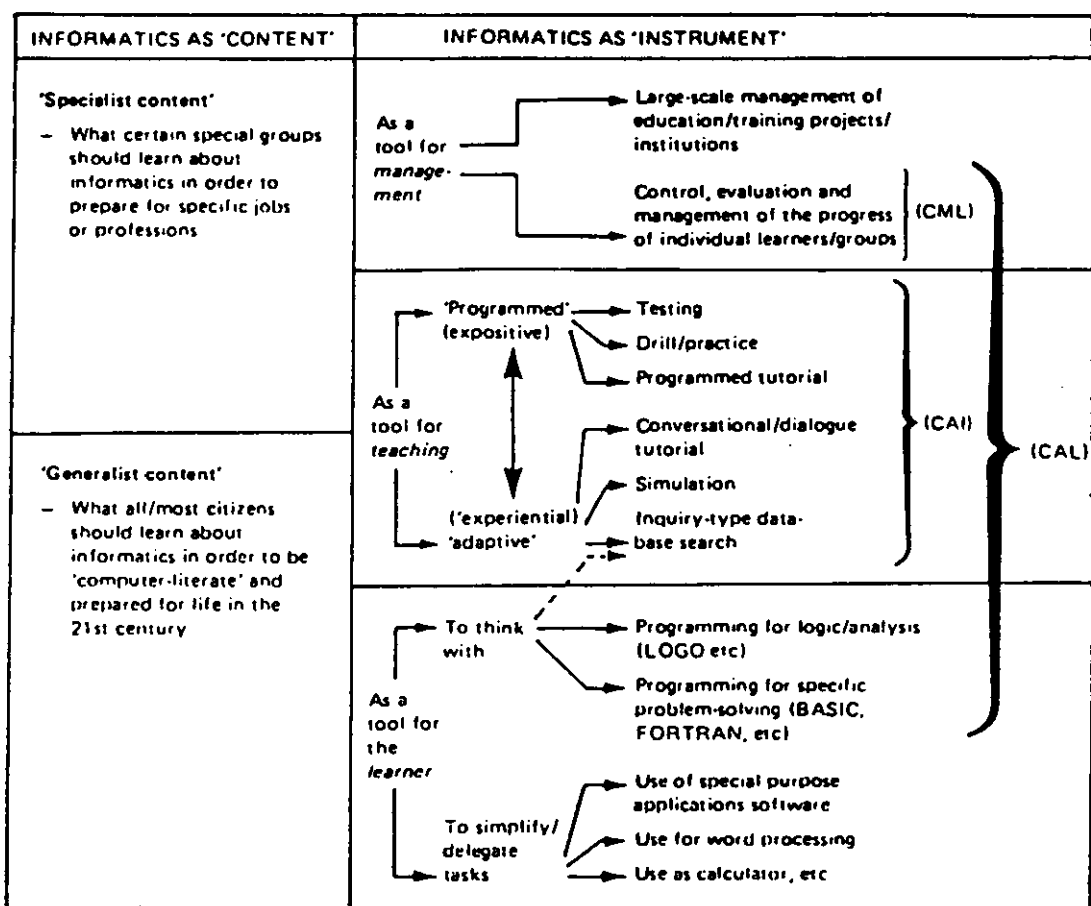 INFORMATICS AS 'CONTENT'
INFORMATICS AS 'INSTRUMENT'
'Specialist content'
– What certain special groups
should learn about
informatics in order to
prepare for specific jobs
or professions
'Generalist content'
– What all/most citizens
should learn about
informatics in order to be
'computer-literate' and
prepared for life in the
21st century
As a
tool for
manage-
ment
Large-scale management of
education/training projects/
institutions
Control, evaluation and
management of the progress
of individual learners/groups
(CML)
As a
tool for
teaching
'Programmed'
(expositive)
Testing
Drill/practice
Programmed tutorial
('experiential)
'adaptive'
Conversational/dialogue
tutorial
Simulation
Inquiry-type data-
base search
(CAI)
(CAL)
As a
tool for
the
learner
To think
with
Programming for logic/analysis
(LOGO etc)
Programming for specific
problem-solving (BASIC,
FORTRAN, etc)
To simplify/
delegate
tasks
Use of special purpose
applications software
Use for word processing
Use as calculator, etc